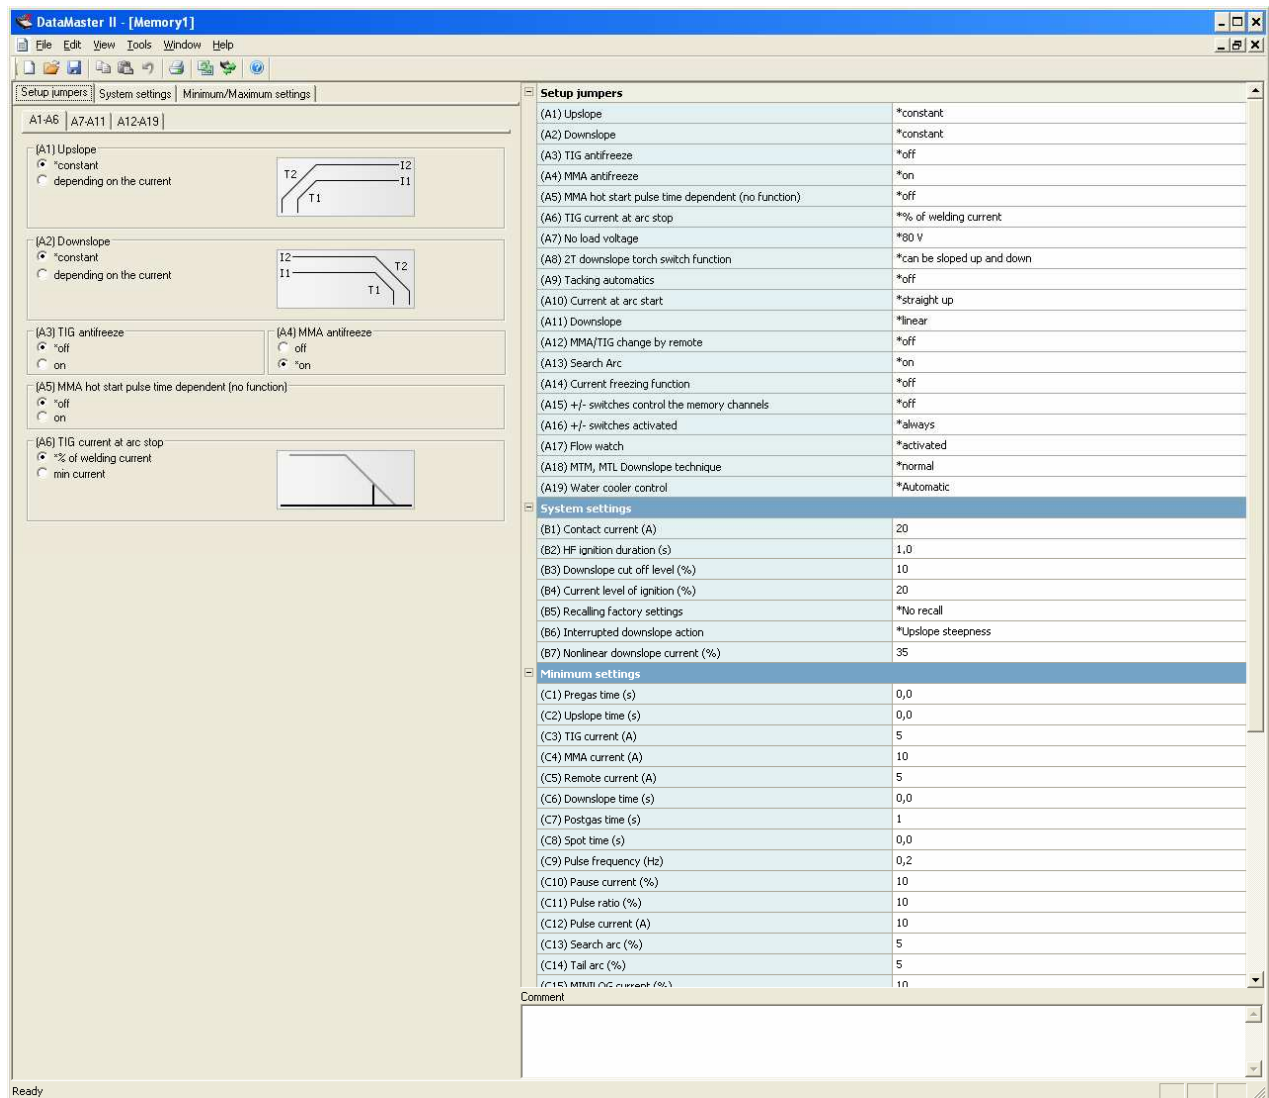 DataMaster II - [Memory1]
File Edit View Tools Window Help
Setup jumpers System settings Minimum/Maximum settings
A1-A6 A7-A11 A12-A19
(A1) Upslope
*constant
depending on the current
T2 I2
I1
T1
(A2) Downslope
*constant
depending on the current
I2
T2
I1
T1
(A3) TIG antifreeze
*off
on
(A4) MMA antifreeze
off
*on
(A5) MMA hot start pulse time dependent (no function)
*off
on
(A6) TIG current at arc stop
*% of welding current
min current
Setup jumpers
(A1) Upslope *constant
(A2) Downslope *constant
(A3) TIG antifreeze *off
(A4) MMA antifreeze *on
(A5) MMA hot start pulse time dependent (no function) *off
(A6) TIG current at arc stop *% of welding current
(A7) No load voltage *80 V
(A8) 2T downslope torch switch function *can be sloped up and down
(A9) Tacking automatics *off
(A10) Current at arc start *straight up
(A11) Downslope *linear
(A12) MMA/TIG change by remote *off
(A13) Search Arc *on
(A14) Current freezing function *off
(A15) +/- switches control the memory channels *off
(A16) +/- switches activated *always
(A17) Flow watch *activated
(A18) MTM, MTL Downslope technique *normal
(A19) Water cooler control *Automatic
System settings
(B1) Contact current (A) 20
(B2) HF ignition duration (s) 1,0
(B3) Downslope cut off level (%) 10
(B4) Current level of ignition (%) 20
(B5) Recalling factory settings *No recall
(B6) Interrupted downslope action *Upslope steepness
(B7) Nonlinear downslope current (%) 35
Minimum settings
(C1) Pregas time (s) 0,0
(C2) Upslope time (s) 0,0
(C3) TIG current (A) 5
(C4) MMA current (A) 10
(C5) Remote current (A) 5
(C6) Downslope time (s) 0,0
(C7) Postgas time (s) 1
(C8) Spot time (s) 0,0
(C9) Pulse frequency (Hz) 0,2
(C10) Pause current (%) 10
(C11) Pulse ratio (%) 10
(C12) Pulse current (A) 10
(C13) Search arc (%) 5
(C14) Tail arc (%) 5
(C15) MINILOG current (%) 10
Comment
Ready